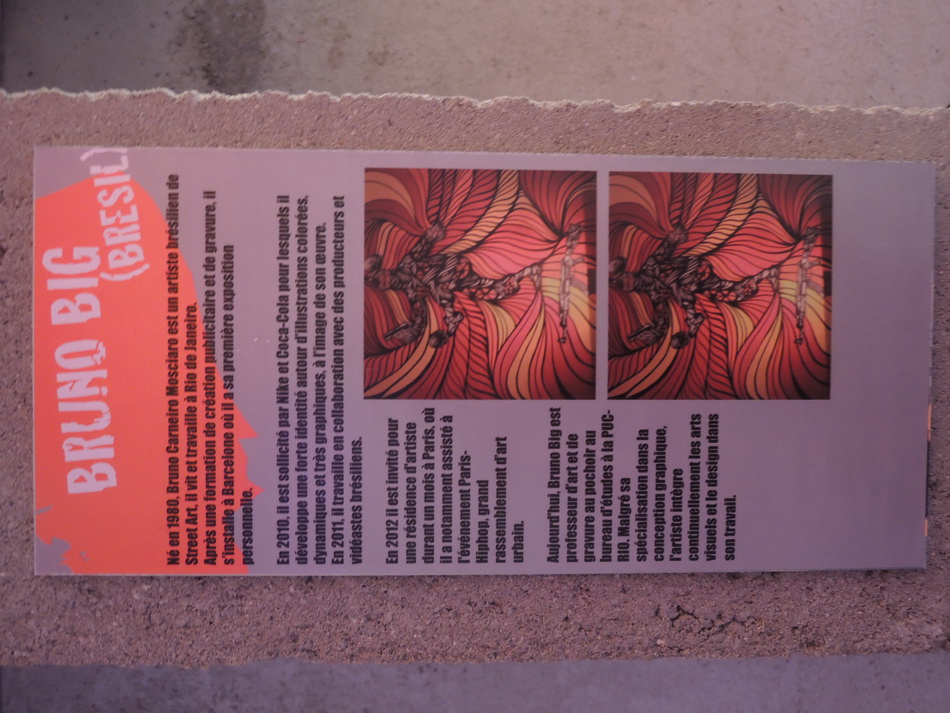 BRUNO BIG
(BRESIL)
Né en 1980, Bruno Carneiro Mosciaro est un artiste brésilien de
Street Art, il vit et travaille à Rio de Janeiro.
Après une formation de création publicitaire et de gravure, il
s'installe à Barcelone où il a sa première exposition
personnelle.
En 2010, il est sollicité par Nike et Coca-Cola pour lesquels il
développe une forte identité autour d'illustrations colorées,
dynamiques et très graphiques, à l'image de son œuvre.
En 2011, il travaille en collaboration avec des producteurs et
vidéastes brésiliens.
En 2012 il est invité pour
une résidence d'artiste
durant un mois à Paris, où
il a notamment assisté à
l'événement Paris-
Hiphop, grand
rassemblement d'art
urbain.
Aujourd'hui, Bruno Big est
professeur d'art et de
gravure au pochoir au
bureau d'études à la PUC-
RIO. Malgré sa
spécialisation dans la
conception graphique,
l'artiste intègre
continuellement les arts
visuels et le design dans
son travail.